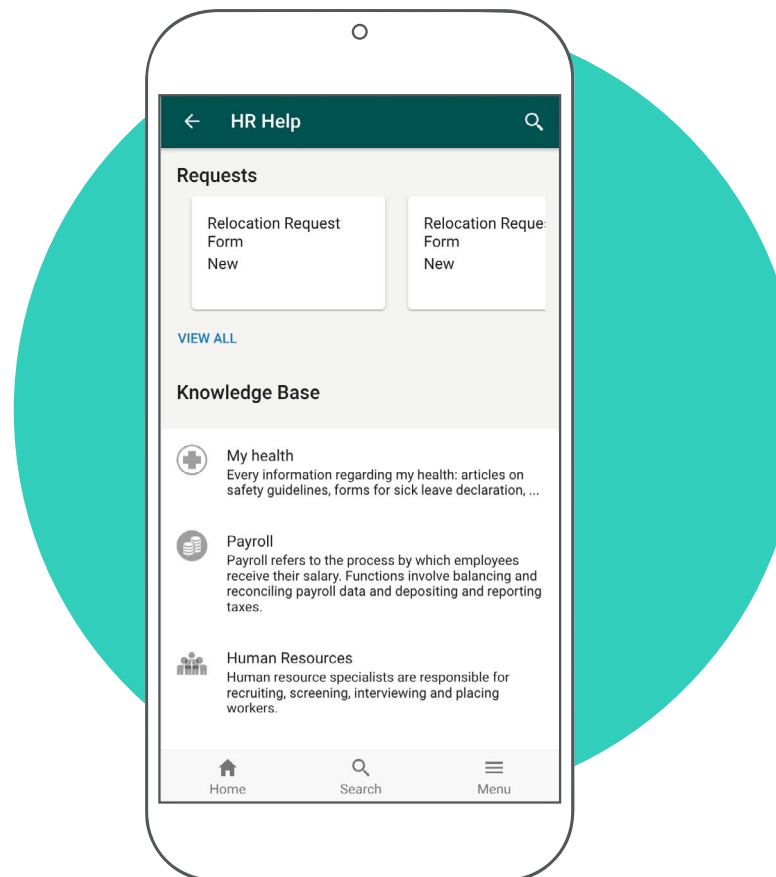 HR Help
Requests
Relocation Request
Form
New
Relocation Reque
Form
New
VIEW ALL
Knowledge Base
My health
Every information regarding my health: articles on
safety guidelines, forms for sick leave declaration, ...
Payroll
Payroll refers to the process by which employees
receive their salary. Functions involve balancing and
reconciling payroll data and depositing and reporting
taxes.
Human Resources
Human resource specialists are responsible for
recruiting, screening, interviewing and placing
workers.
Home
Search
Menu